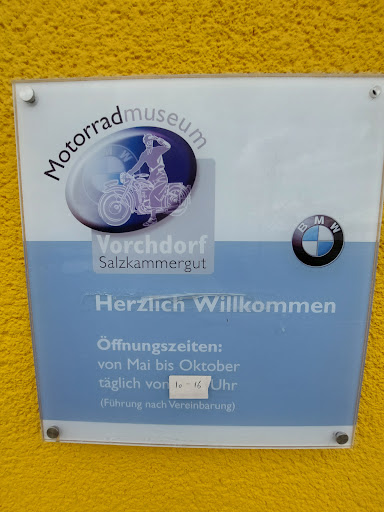 Motorradmuseum
Vorchdorf
Salzkammergut
BMW
Herzlich Willkommen
Öffnungszeiten:
von Mai bis Oktober
täglich von 10 - 16 Uhr
(Führung nach Vereinbarung)